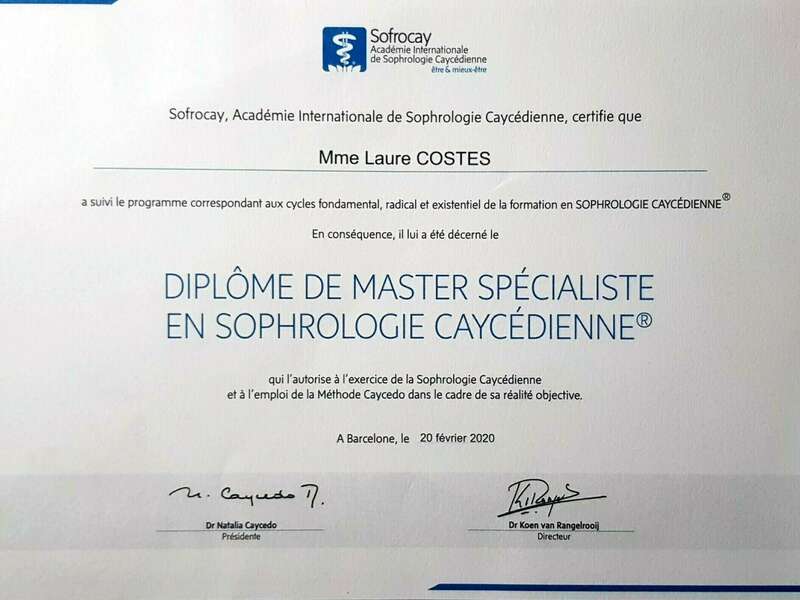 Sofrocay
Académie Internationale
de Sophrologie Caycédienne
être & mieux-être
Sofrocay, Académie Internationale de Sophrologie Caycédienne, certifie que
Mme Laure COSTES
a suivi le programme correspondant aux cycles fondamental, radical et existentiel de la formation en SOPHROLOGIE CAYCÉDIENNE®
En conséquence, il lui a été décerné le
DIPLÔME DE MASTER SPÉCIALISTE
EN SOPHROLOGIE CAYCÉDIENNE®
qui l'autorise à l'exercice de la Sophrologie Caycédienne
et à l'emploi de la Méthode Caycedo dans le cadre de sa réalité objective.
A Barcelone, le 20 février 2020
Dr Natalia Caycedo
Présidente
Dr Koen van Rangelrooij
Directeur